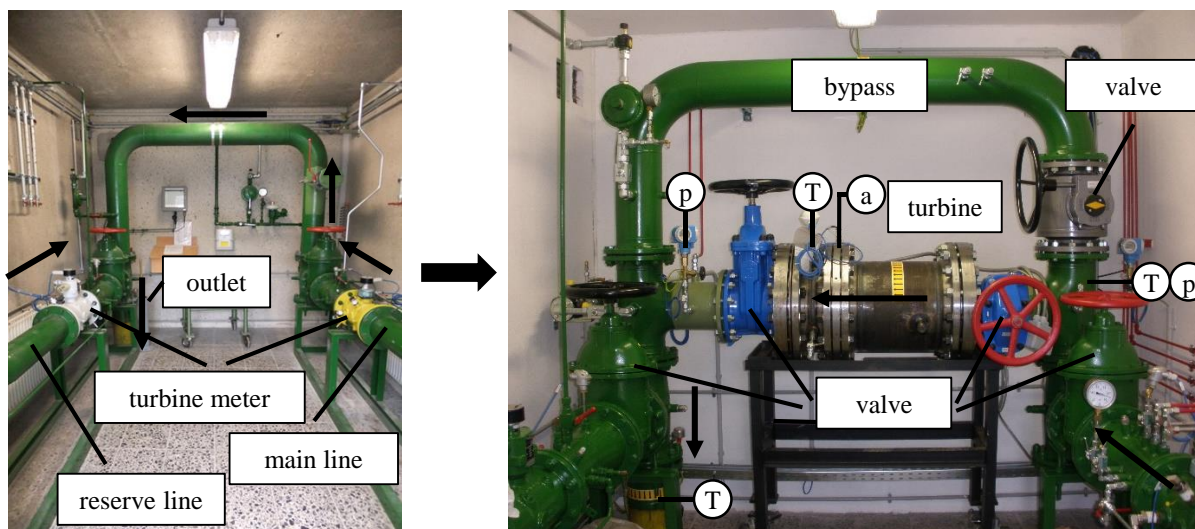 outlet
turbine meter
main line
reserve line
bypass
valve
p
T
a
turbine
T
p
valve
T